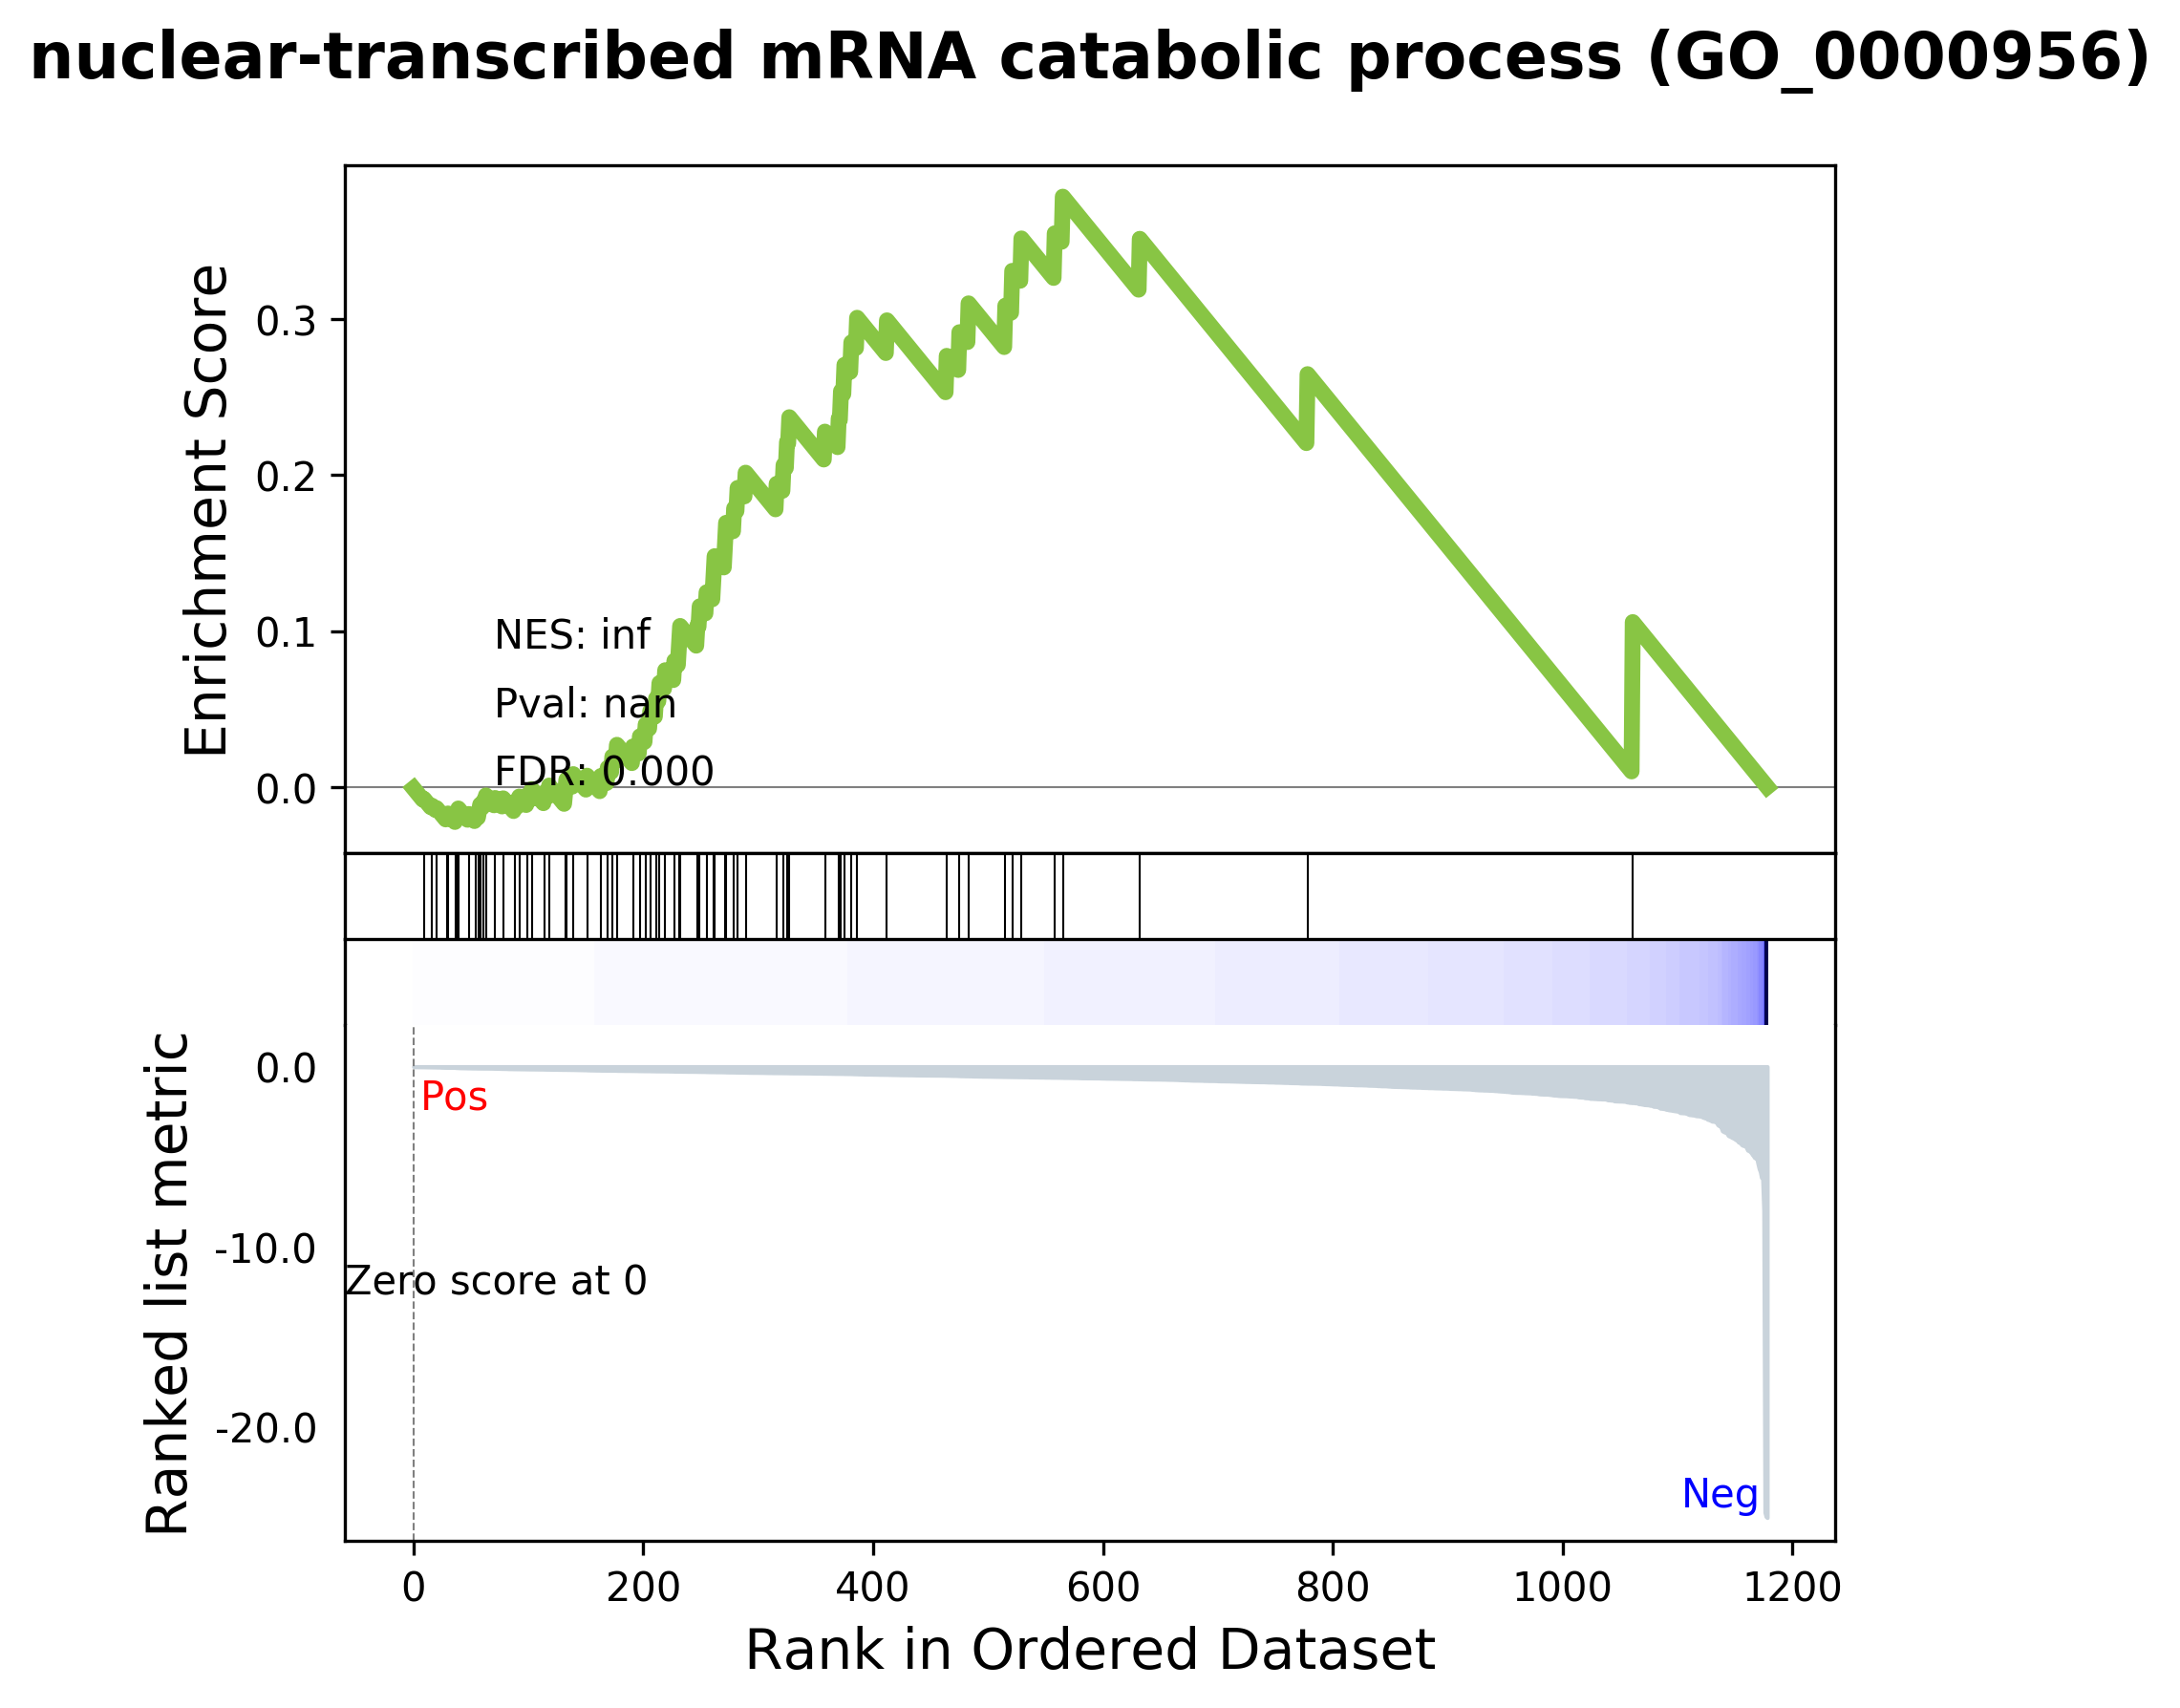 nuclear-transcribed mRNA catabolic process (GO_0000956)
Enrichment Score
0.3
0.2
0.1
0.0
NES: inf
Pval: nan
FDR: 0.000
Ranked list metric
0.0
-10.0
-20.0
Pos
Zero score at 0
Neg
0 200 400 600 800 1000 1200
Rank in Ordered Dataset